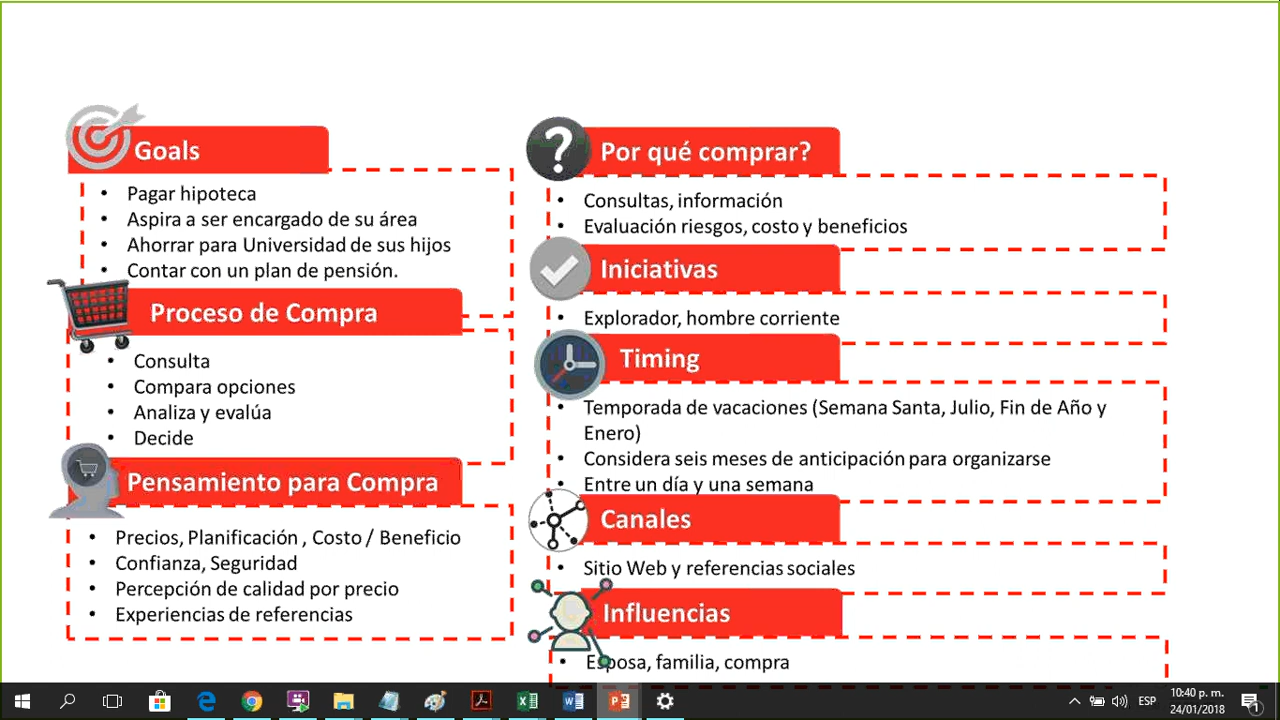 Goals
• Pagar hipoteca
• Aspira a ser encargado de su área
• Ahorrar para Universidad de sus hijos
• Contar con un plan de pensión.
Proceso de Compra
• Consulta
• Compara opciones
• Analiza y evalúa
• Decide
Pensamiento para Compra
• Precios, Planificación , Costo / Beneficio
• Confianza, Seguridad
• Percepción de calidad por precio
• Experiencias de referencias
Por qué comprar?
• Consultas, información
• Evaluación riesgos, costo y beneficios
Iniciativas
• Explorador, hombre corriente
Timing
• Temporada de vacaciones (Semana Santa, Julio, Fin de Año y
Enero)
• Considera seis meses de anticipación para organizarse
• Entre un día y una semana
Canales
• Sitio Web y referencias sociales
Influencias
• Esposa, familia, compra
ESP
10:40 p. m.
24/01/2018
1